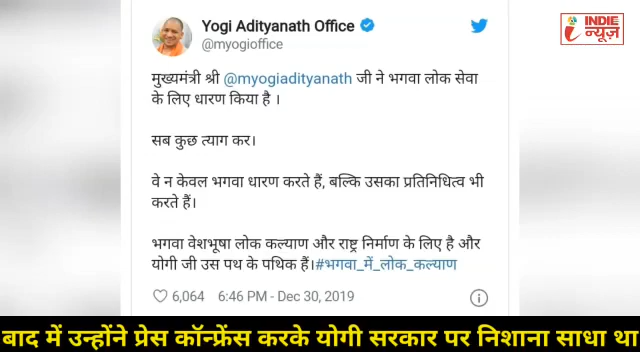 Yogi Adityanath Office
@myogioffice
INDIE
न्यूज़
मुख्यमंत्री श्री @myogiadityanath जी ने भगवा लोक सेवा
के लिए धारण किया है ।
सब कुछ त्याग कर।
वे न केवल भगवा धारण करते हैं, बल्कि उसका प्रतिनिधित्व भी
करते हैं।
भगवा वेशभूषा लोक कल्याण और राष्ट्र निर्माण के लिए है और
योगी जी उस पथ के पथिक हैं।#भगवा_में_लोक_कल्याण
6,064 6:46 PM - Dec 30, 2019
बाद में उन्होंने प्रेस कॉन्फ्रेंस करके योगी सरकार पर निशाना साधा था